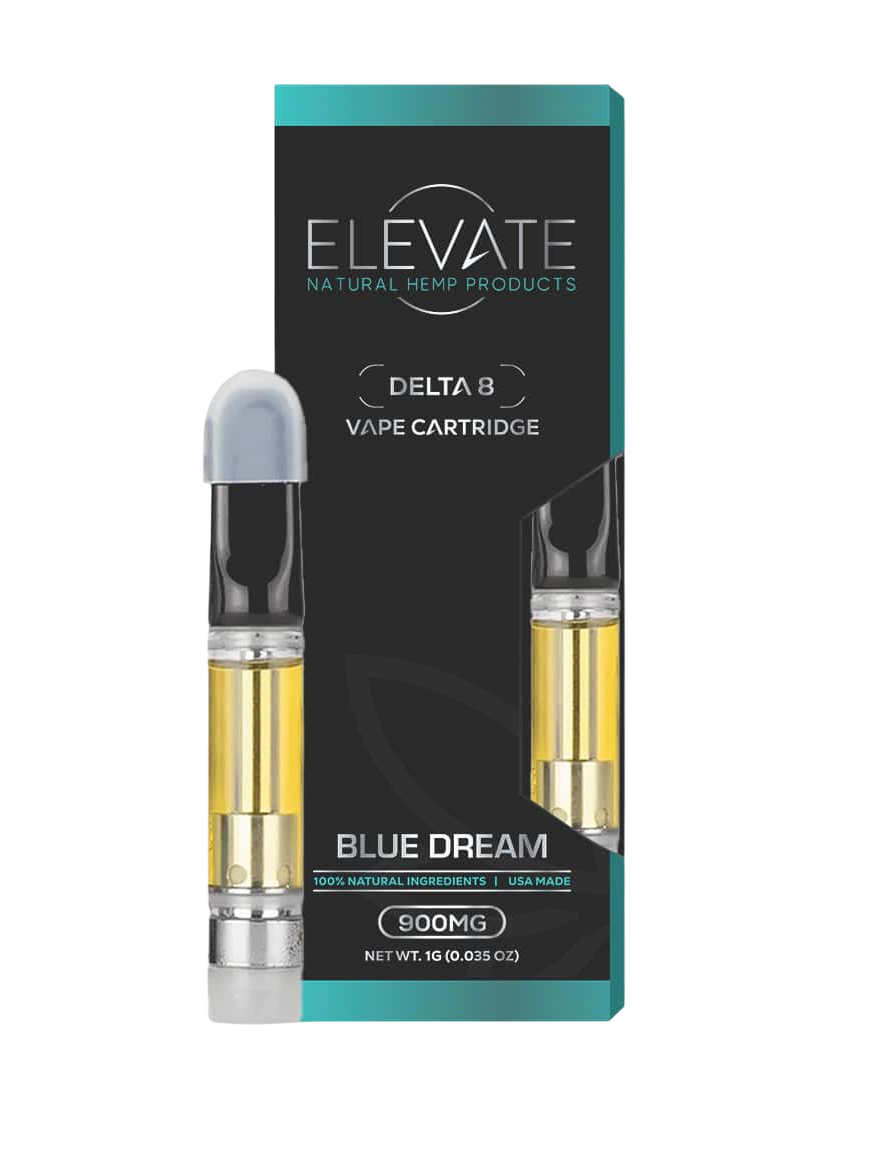 ELEVATE
NATURAL HEMP PRODUCTS
DELTA 8
VAPE CARTRIDGE
BLUE DREAM
100% NATURAL INGREDIENTS | USA MADE
900MG
NET WT. 1G (0.035 OZ)